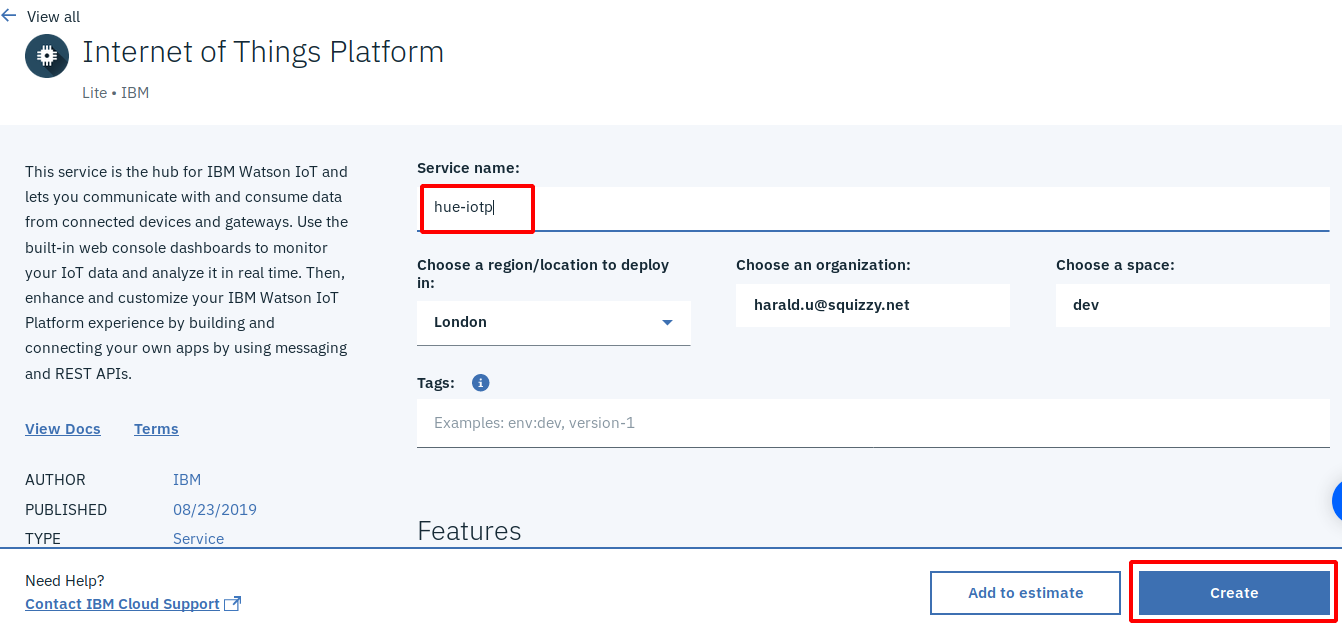 View all
Internet of Things Platform
Lite • IBM
This service is the hub for IBM Watson IoT and
lets you communicate with and consume data
from connected devices and gateways. Use the
built-in web console dashboards to monitor
your IoT data and analyze it in real time. Then,
enhance and customize your IBM Watson IoT
Platform experience by building and
connecting your own apps by using messaging
and REST APIs.
View Docs Terms
AUTHOR IBM
PUBLISHED 08/23/2019
TYPE Service
Service name:
hue-iotp
Choose a region/location to deploy
in:
London
Choose an organization:
harald.u@squizzy.net
Choose a space:
dev
Tags:
Examples: env:dev, version-1
Features
Need Help?
Contact IBM Cloud Support
Add to estimate
Create